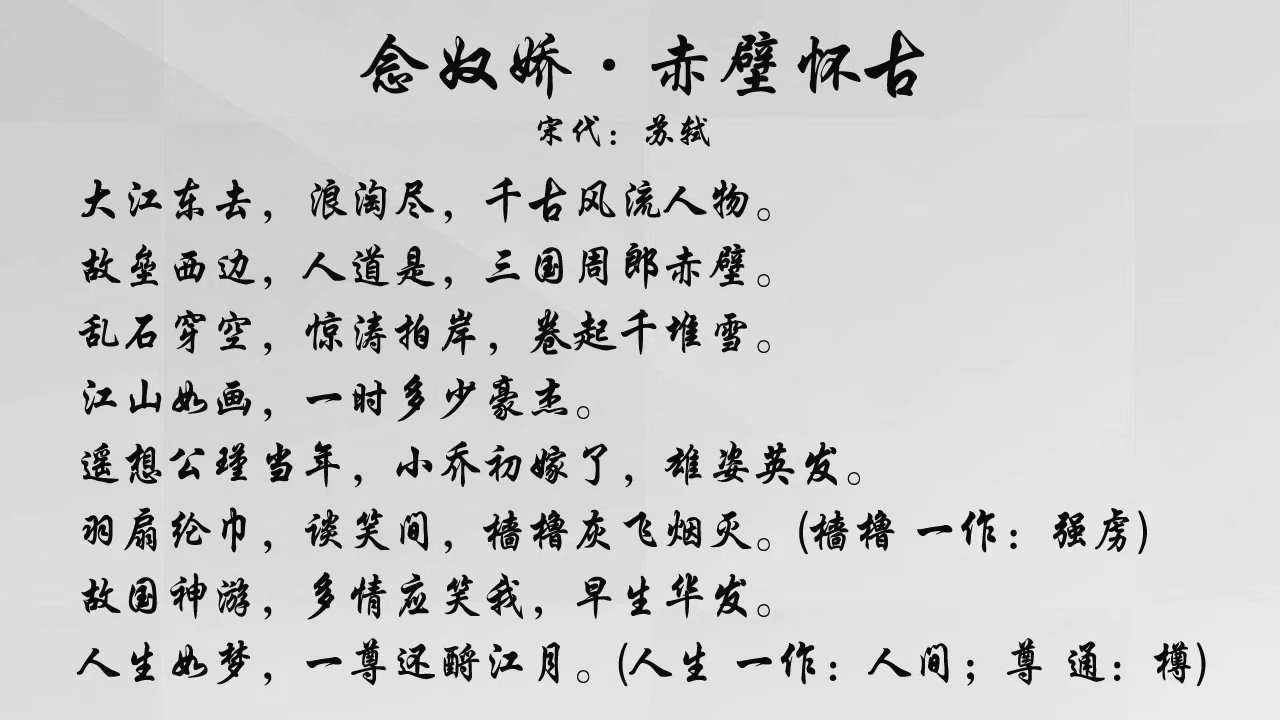 念奴娇·赤壁怀古
宋代：苏轼
大江东去，浪淘尽，千古风流人物。
故垒西边，人道是，三国周郎赤壁。
乱石穿空，惊涛拍岸，卷起千堆雪。
江山如画，一时多少豪杰。
遥想公瑾当年，小乔初嫁了，雄姿英发。
羽扇纶巾，谈笑间，樯橹灰飞烟灭。(樯橹 一作：强虏)
故国神游，多情应笑我，早生华发。
人生如梦，一尊还酹江月。(人生 一作：人间；尊 通：樽)